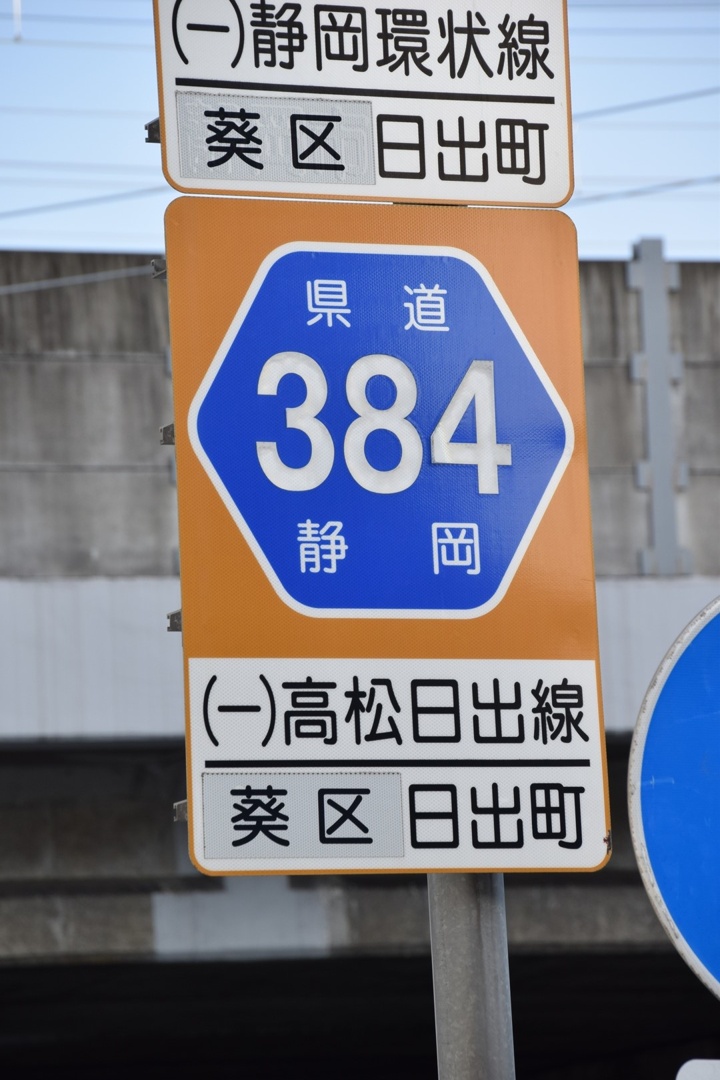 (一)静岡環状線
葵区日出町
県道
384
静岡
(一)高松日出線
葵区日出町